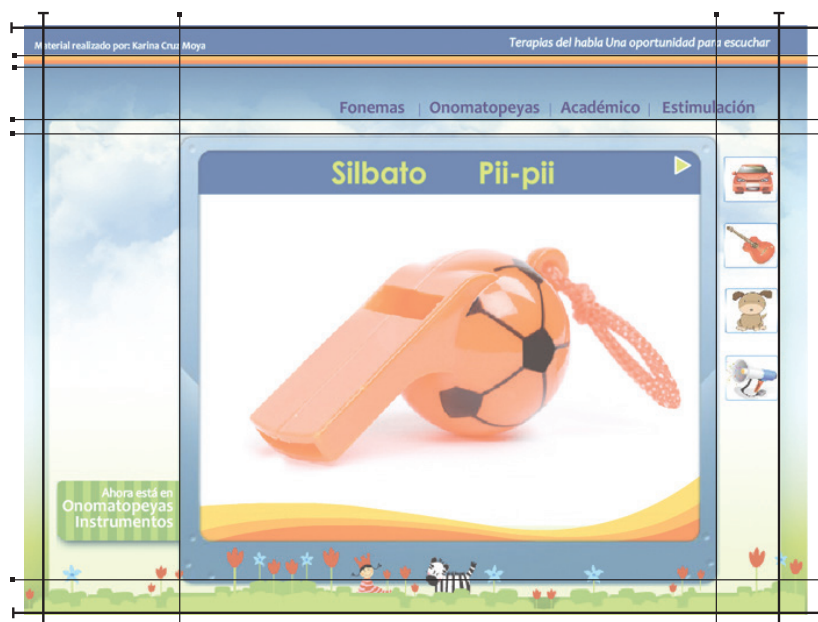 Material realizado por: Karina Cruz Moya
Terapias del habla Una oportunidad para escuchar
Fonemas | Onomatopeyas | Académico | Estimulación
Silbato Pii-pii
Ahora está en
Onomatopeyas
Instrumentos